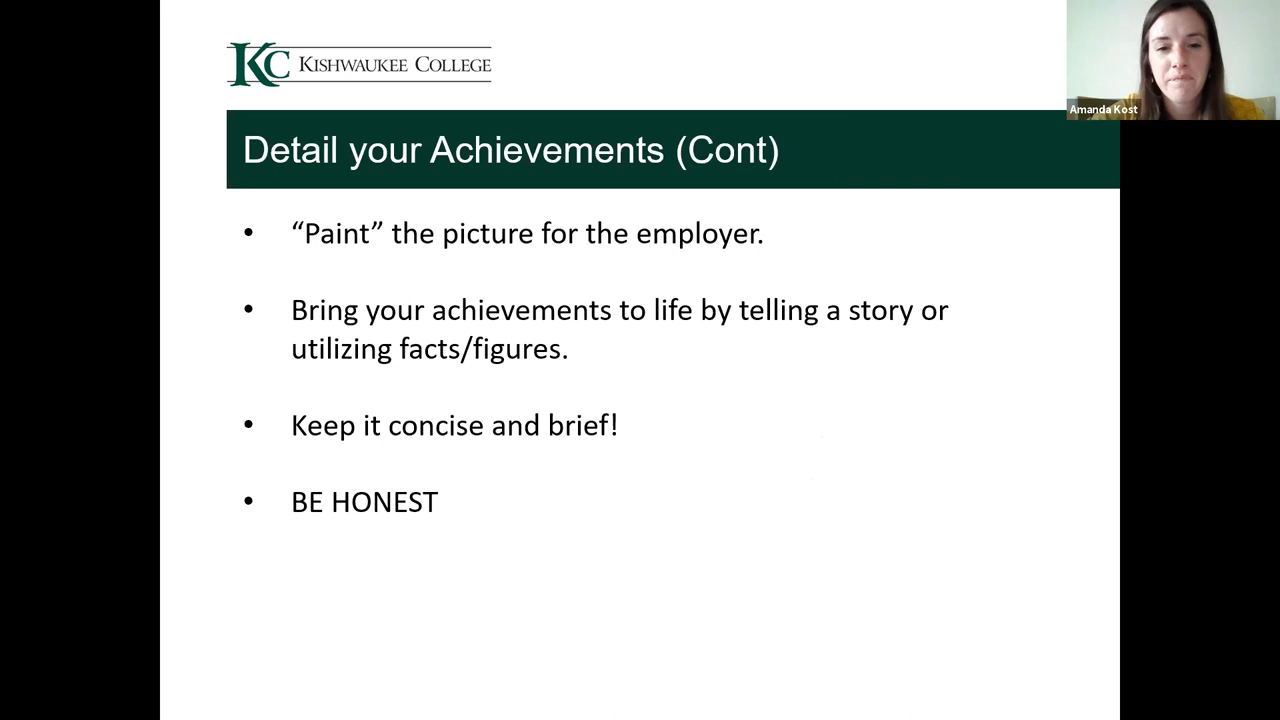 KC KISHWAUKEE COLLEGE
Amanda Kost
Detail your Achievements (Cont)
• “Paint” the picture for the employer.
• Bring your achievements to life by telling a story or
utilizing facts/figures.
• Keep it concise and brief!
• BE HONEST